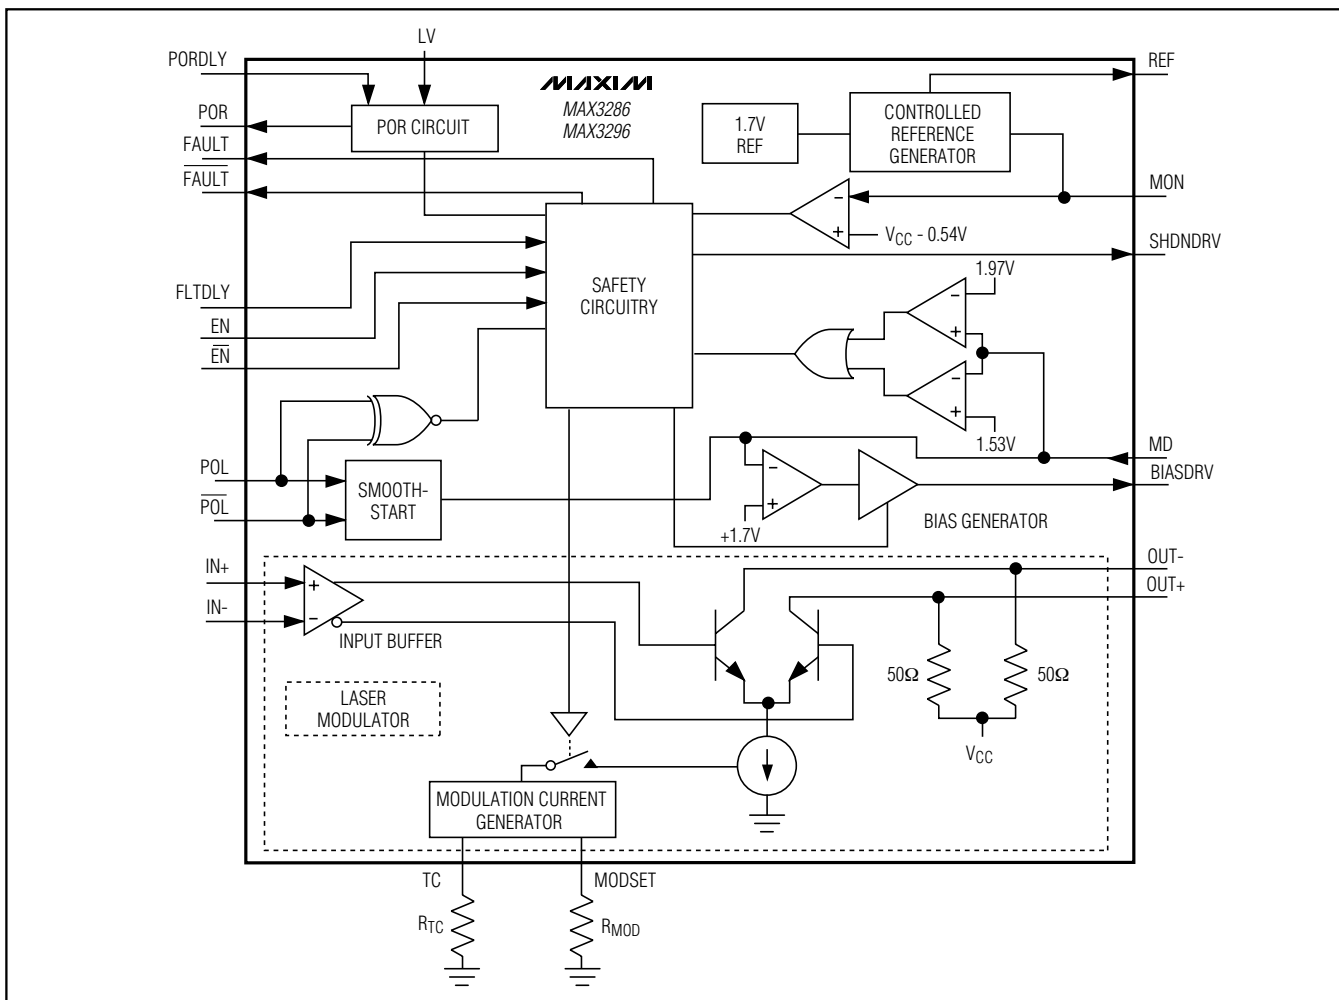 LV
PORDLY
REF
MAXIM
MAX3286
MAX3296
POR
POR CIRCUIT
1.7V
REF
CONTROLLED
REFERENCE
GENERATOR
FAULT
FAULT
MON
−
+
VCC - 0.54V
SHDNDRV
SAFETY
CIRCUITRY
1.97V
−
+
FLTDLY
EN
EN
−
+
1.53V
MD
POL
POL
SMOOTH-
START
−
+
+1.7V
BIASDRV
BIAS GENERATOR
IN+
IN-
+
−
INPUT BUFFER
OUT-
OUT+
50Ω
50Ω
VCC
LASER
MODULATOR
MODULATION CURRENT
GENERATOR
TC
MODSET
RTC
RMOD